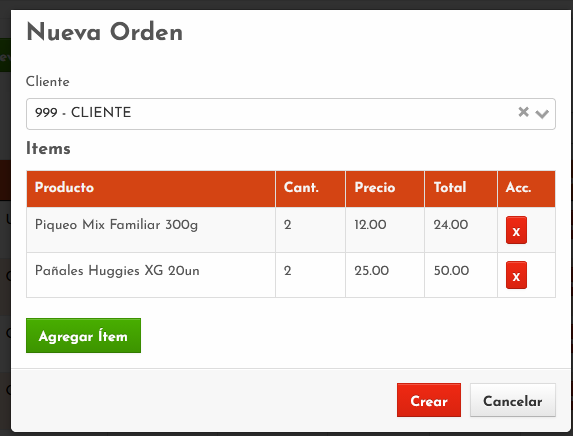 Nueva Orden
Cliente
999 - CLIENTE
Items
Producto Cant. Precio Total Acc.
Piqueo Mix Familiar 300g 2 12.00 24.00 x
Pañales Huggies XG 20un 2 25.00 50.00 x
Agregar Ítem
Crear Cancelar